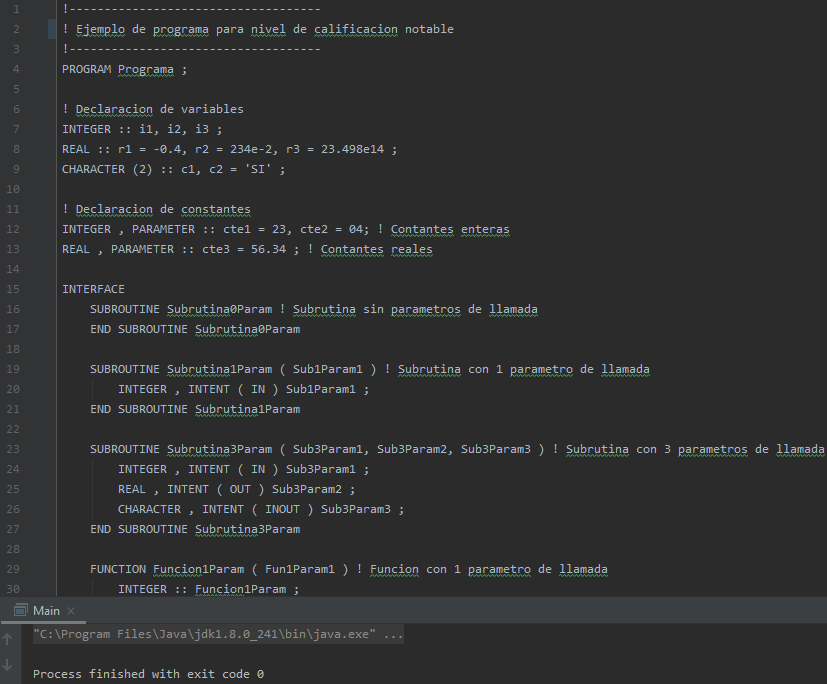 1 !------------------------------------
2 ! Ejemplo de programa para nivel de calificacion notable
3 !------------------------------------
4 PROGRAM Programa ;
5
6 ! Declaracion de variables
7 INTEGER :: i1, i2, i3 ;
8 REAL :: r1 = -0.4, r2 = 234e-2, r3 = 23.498e14 ;
9 CHARACTER (2) :: c1, c2 = 'SI' ;
10
11 ! Declaracion de constantes
12 INTEGER , PARAMETER :: cte1 = 23, cte2 = 04; ! Contantes enteras
13 REAL , PARAMETER :: cte3 = 56.34 ; ! Contantes reales
14
15 INTERFACE
16     SUBROUTINE Subrutina0Param ! Subrutina sin parametros de llamada
17     END SUBROUTINE Subrutina0Param
18
19     SUBROUTINE Subrutina1Param ( Sub1Param1 ) ! Subrutina con 1 parametro de llamada
20         INTEGER , INTENT ( IN ) Sub1Param1 ;
21     END SUBROUTINE Subrutina1Param
22
23     SUBROUTINE Subrutina3Param ( Sub3Param1, Sub3Param2, Sub3Param3 ) ! Subrutina con 3 parametros de llamada
24         INTEGER , INTENT ( IN ) Sub3Param1 ;
25         REAL , INTENT ( OUT ) Sub3Param2 ;
26         CHARACTER , INTENT ( INOUT ) Sub3Param3 ;
27     END SUBROUTINE Subrutina3Param
28
29     FUNCTION Funcion1Param ( Fun1Param1 ) ! Funcion con 1 parametro de llamada
30         INTEGER :: Funcion1Param ;
Main
"C:\Program Files\Java\jdk1.8.0_241\bin\java.exe" ...
Process finished with exit code 0